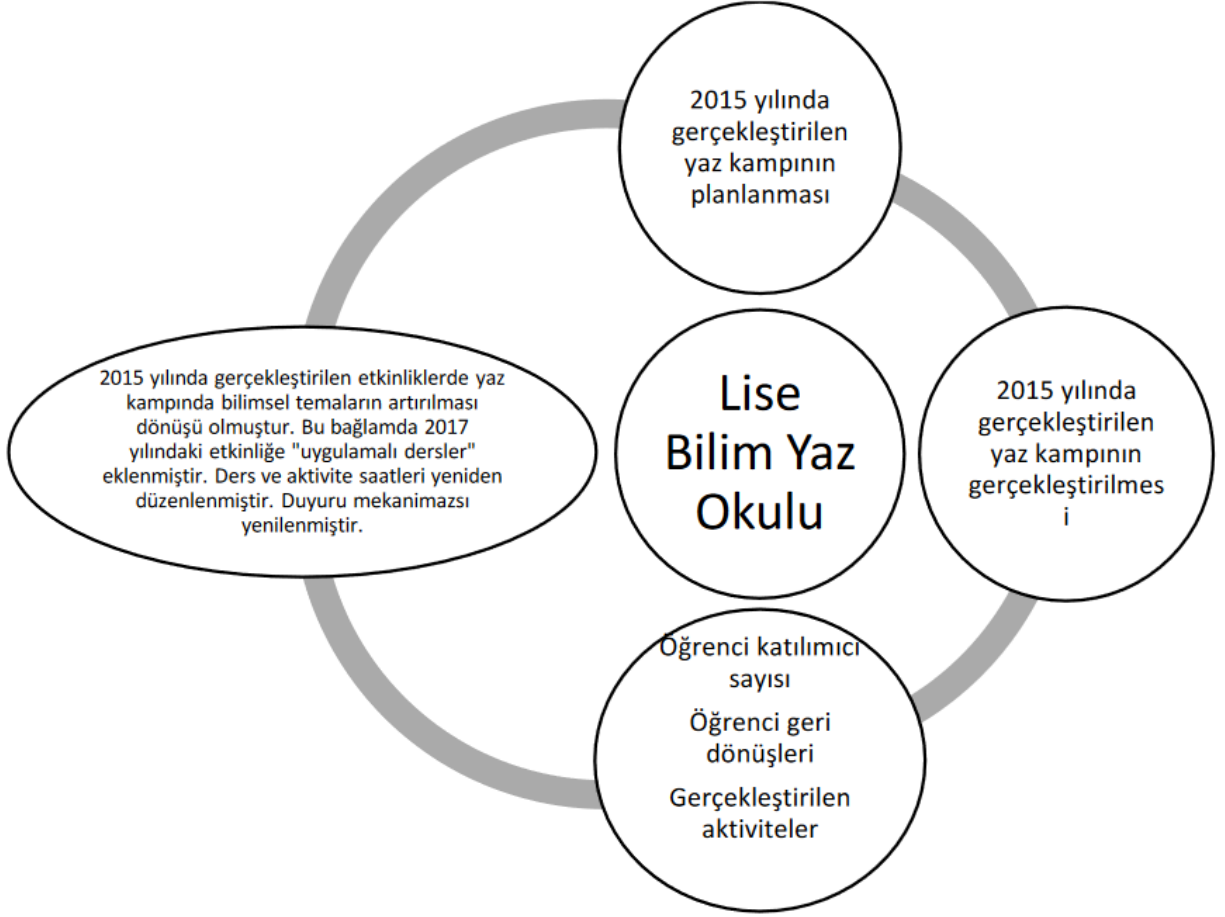 2015 yılında
gerçekleştirilen
yaz kampının
planlanması
2015 yılında
gerçekleştirilen
yaz kampının
gerçekleştirilmes
i
Öğrenci katılımıcı
sayısı
Öğrenci geri
dönüşleri
Gerçekleştirilen
aktiviteler
2015 yılında gerçekleştirilen etkinliklerde yaz
kampında bilimsel temaların artırılması
dönüşü olmuştur. Bu bağlamda 2017
yılındaki etkinliğe "uygulamalı dersler"
eklenmiştir. Ders ve aktivite saatleri yeniden
düzenlenmiştir. Duyuru mekanimazsı
yenilenmiştir.
Lise
Bilim Yaz
Okulu